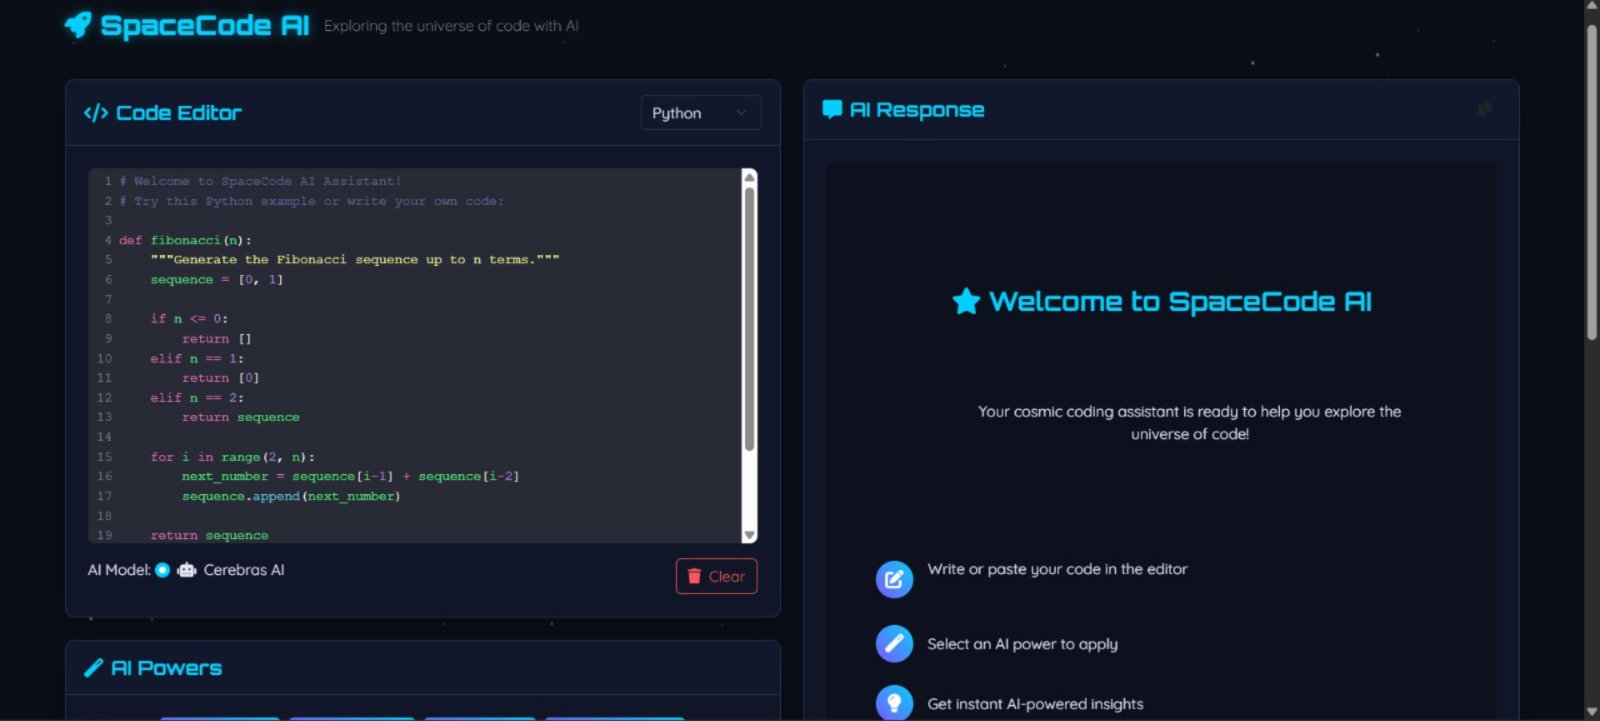 SpaceCode AI Exploring the universe of code with AI
</> Code Editor
Python
1 # Welcome to SpaceCode AI Assistant!
2 # Try this Python example or write your own code:
3
4 def fibonacci(n):
5     """Generate the Fibonacci sequence up to n terms."""
6     sequence = [0, 1]
7
8     if n <= 0:
9         return []
10     elif n == 1:
11         return [0]
12     elif n == 2:
13         return sequence
14
15     for i in range(2, n):
16         next_number = sequence[i-1] + sequence[i-2]
17         sequence.append(next_number)
18
19     return sequence
AI Model: Cerebras AI
Clear
AI Powers
AI Response
Welcome to SpaceCode AI
Your cosmic coding assistant is ready to help you explore the
universe of code!
Write or paste your code in the editor
Select an AI power to apply
Get instant AI-powered insights